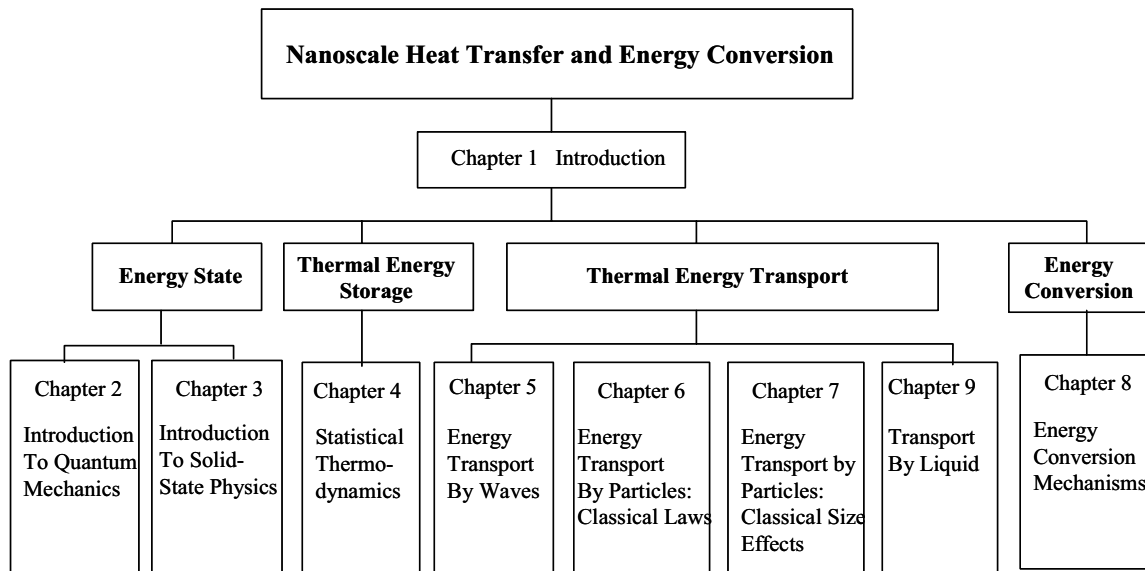 Nanoscale Heat Transfer and Energy Conversion
Chapter 1 Introduction
Energy State
Thermal Energy
Storage
Thermal Energy Transport
Energy
Conversion
Chapter 2
Introduction
To Quantum
Mechanics
Chapter 3
Introduction
To Solid-
State Physics
Chapter 4
Statistical
Thermo-
dynamics
Chapter 5
Energy
Transport
By Waves
Chapter 6
Energy
Transport
By Particles:
Classical Laws
Chapter 7
Energy
Transport by
Particles:
Classical Size
Effects
Chapter 9
Transport
By Liquid
Chapter 8
Energy
Conversion
Mechanisms